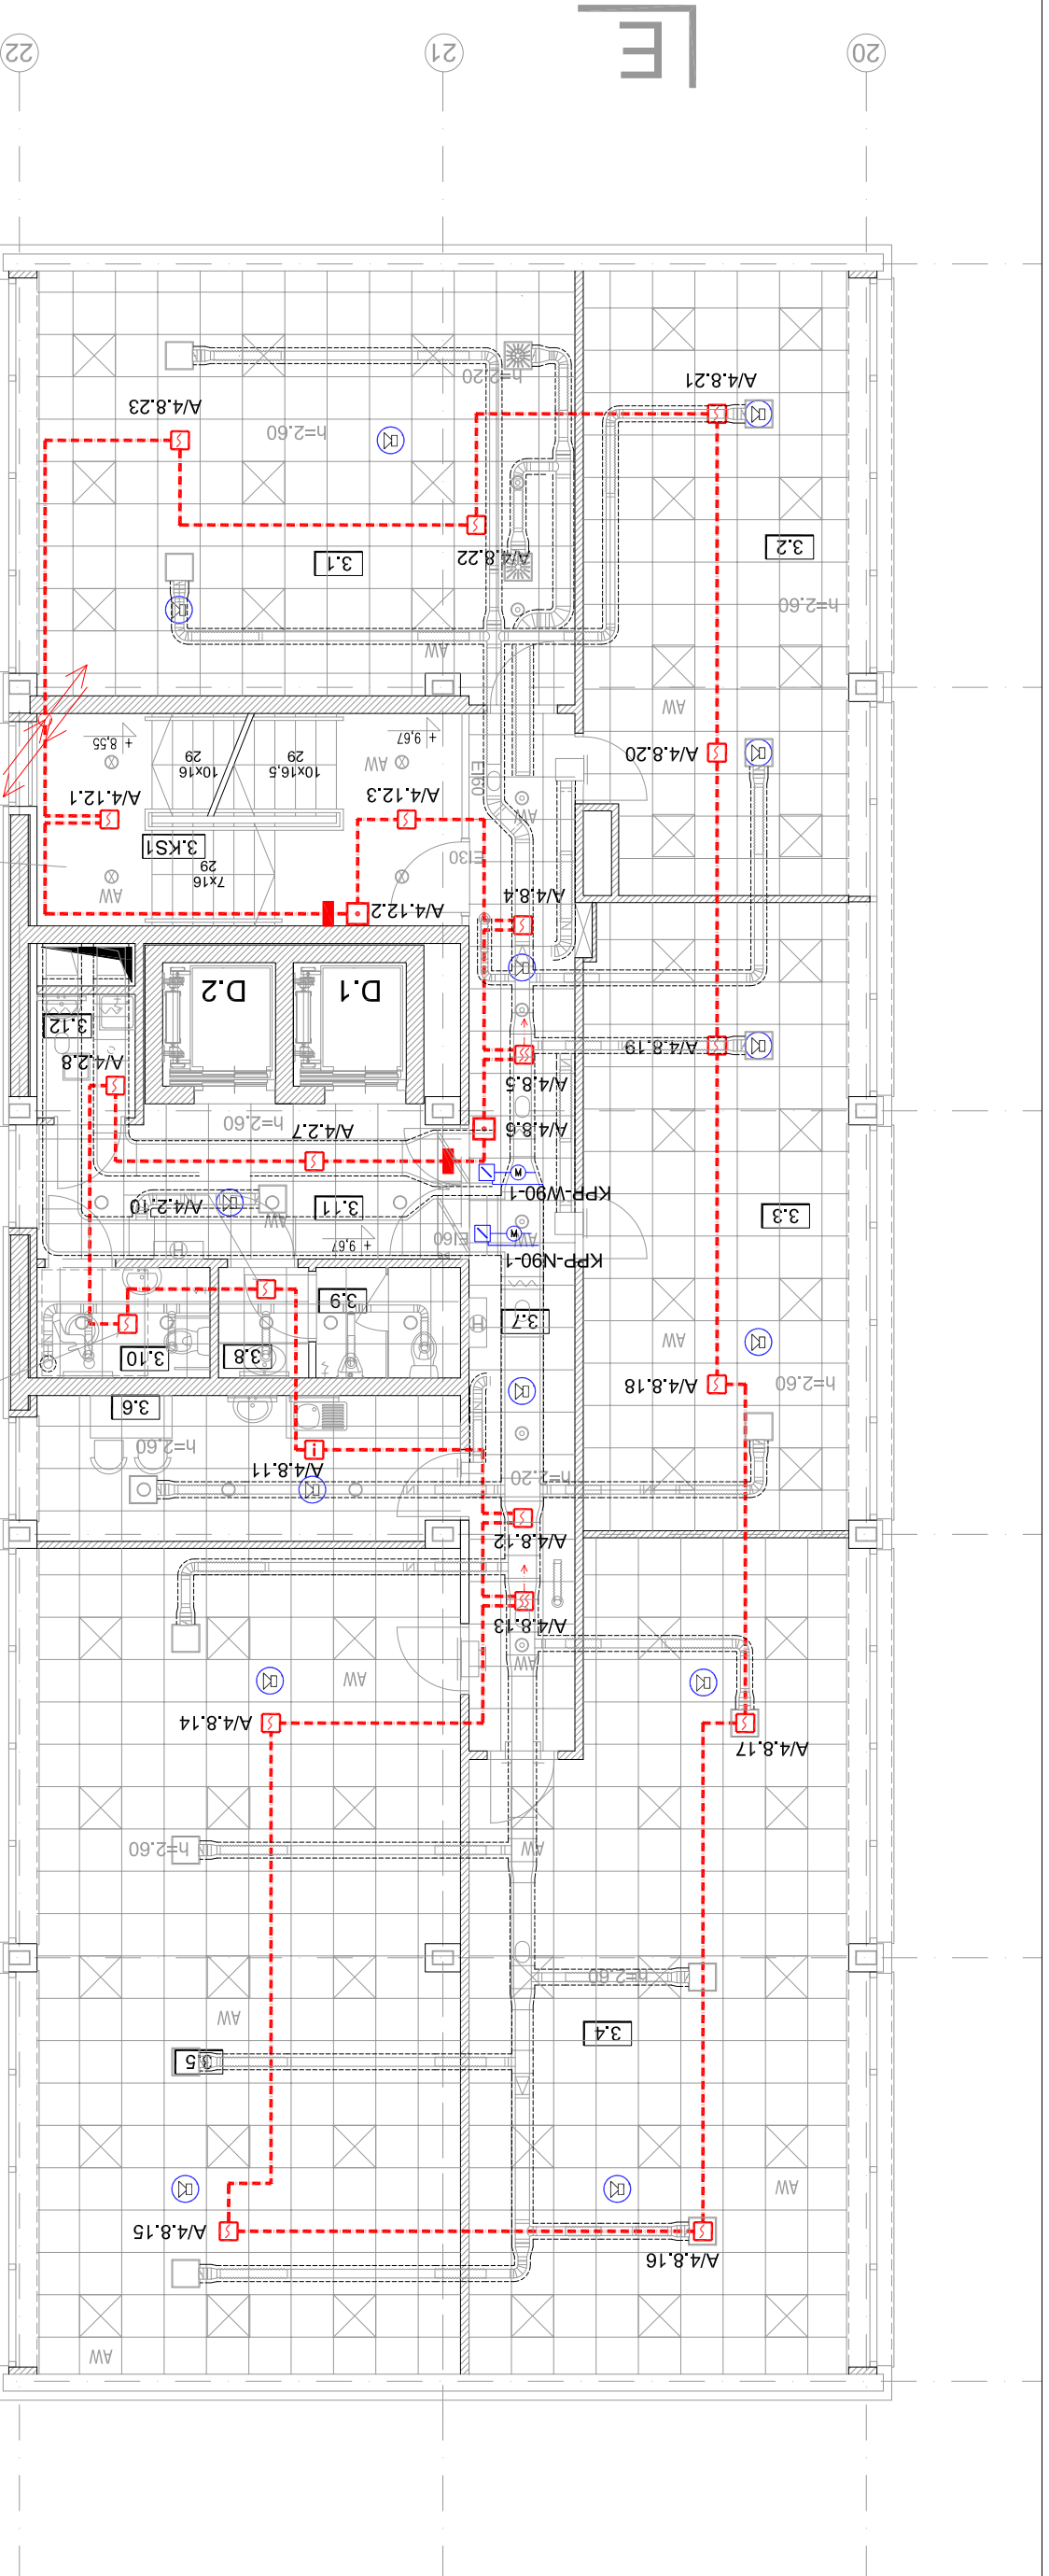 22
21
20
E
A/4.8.21
h=2.20
A/4.8.23
h=2.60
3.2
A/4.8.22
3.1
h=2.60
AW
AW
+ 8,55
9,67
10x16
29
10x16,5
29
AW
A/4.8.20
EI60
A/4.12.1
A/4.12.3
AW
3.KS1
EI30
7x16
29
AW
A/4.8.4
A/4.12.2
D.2
D.1
3.12
A/4.8.19
A/4.2.8
A/4.8.5
h=2.60
A/4.2.7
A/4.8.6
M
KPP-W90-1
A/4.2.10
3.11
AW
3.3
+ 9,67
EI60
M
AW
KPP-N90-1
3.9
H
H
3.7
AW
3.10
3.8
A/4.8.18
h=2.60
3.6
h=2.60
A/4.8.11
h=2.20
A/4.8.12
A/4.8.13
AW
AW
A/4.8.14
A/4.8.17
h=2.60
AW
h=2.60
AW
3.4
3.5
AW
A/4.8.15
A/4.8.16
AW